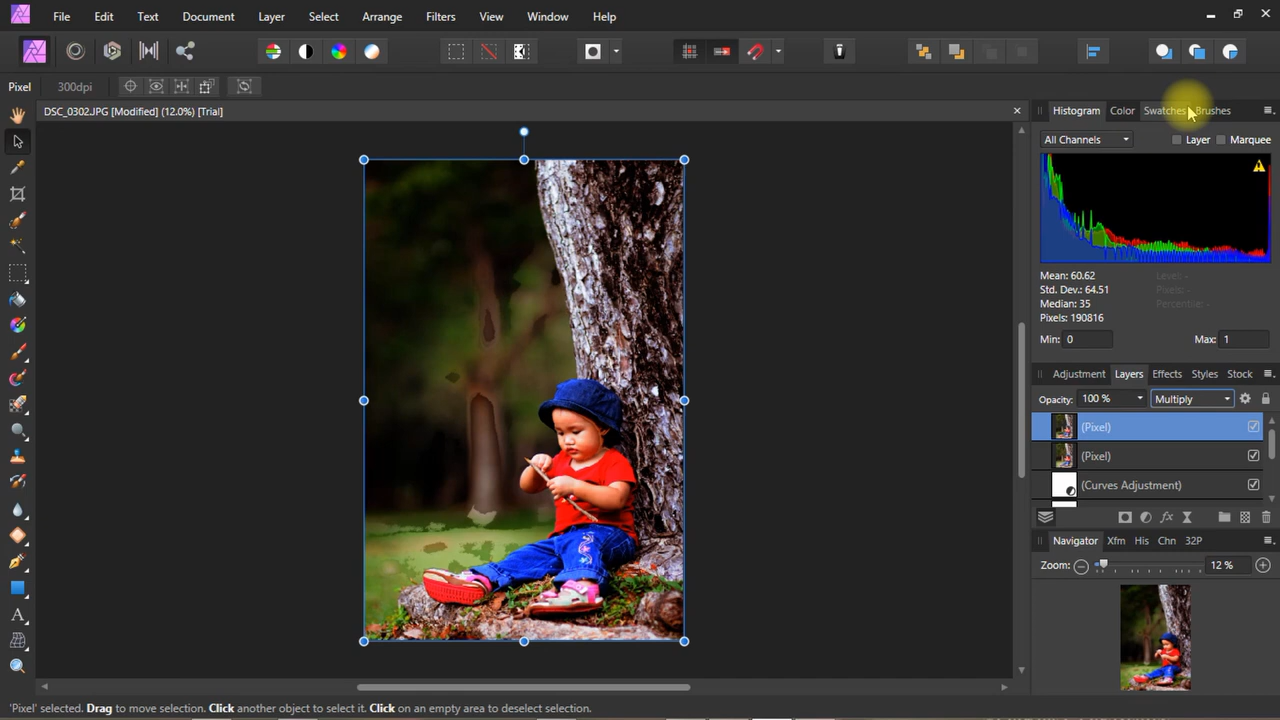 File Edit Text Document Layer Select Arrange Filters View Window Help
Pixel 300dpi
DSC_0302.JPG [Modified] (12.0%) [Trial]
Histogram Color Swatches Brushes
All Channels Layer Marquee
Mean: 60.62 Level: -
Std. Dev.: 64.51 Pixels: -
Median: 35 Percentile: -
Pixels: 190816
Min: 0 Max: 1
Adjustment Layers Effects Styles Stock
Opacity: 100 % Multiply
(Pixel)
(Pixel)
(Curves Adjustment)
Navigator Xfm His Chn 32P
Zoom: 12 %
'Pixel' selected. Drag to move selection. Click another object to select it. Click on an empty area to deselect selection.